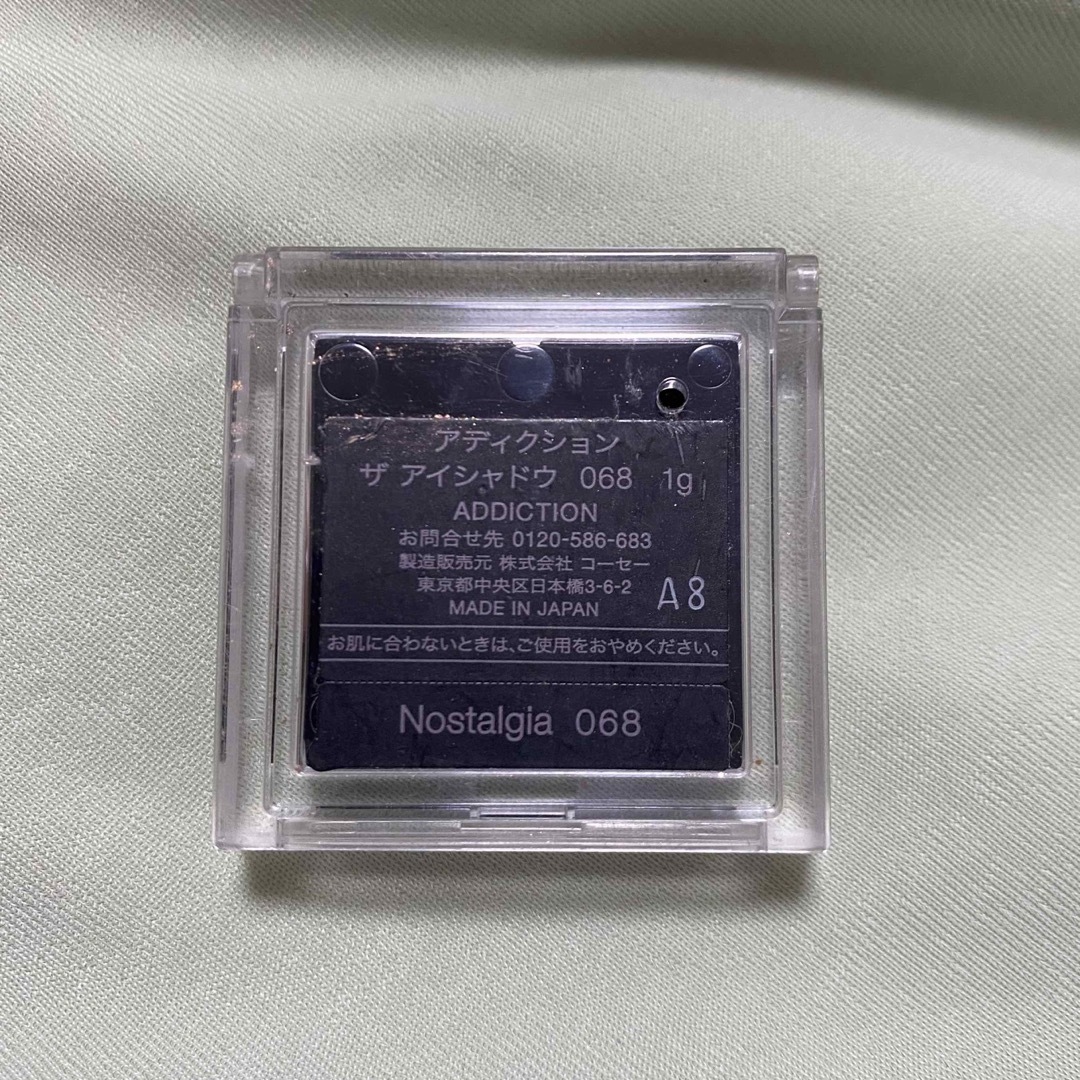 アディクション
ザ アイシャドウ 068 1g
ADDICTION
お問合せ先 0120-586-683
製造販売元 株式会社 コーセー
東京都中央区日本橋3-6-2
MADE IN JAPAN A8
お肌に合わないときは、ご使用をおやめください。
Nostalgia 068